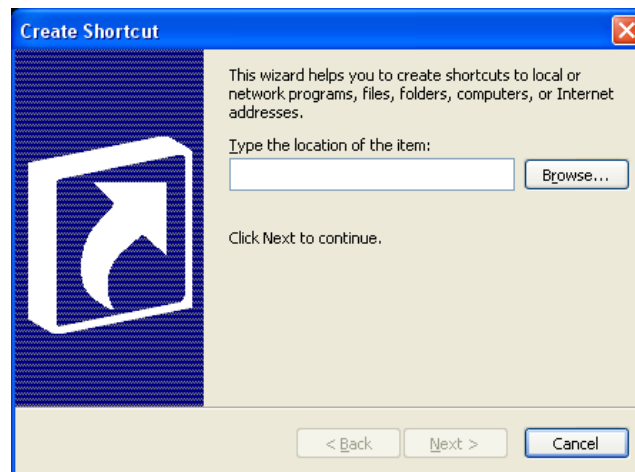 Create Shortcut
This wizard helps you to create shortcuts to local or
network programs, files, folders, computers, or Internet
addresses.
Type the location of the item:
Browse...
Click Next to continue.
< Back Next > Cancel